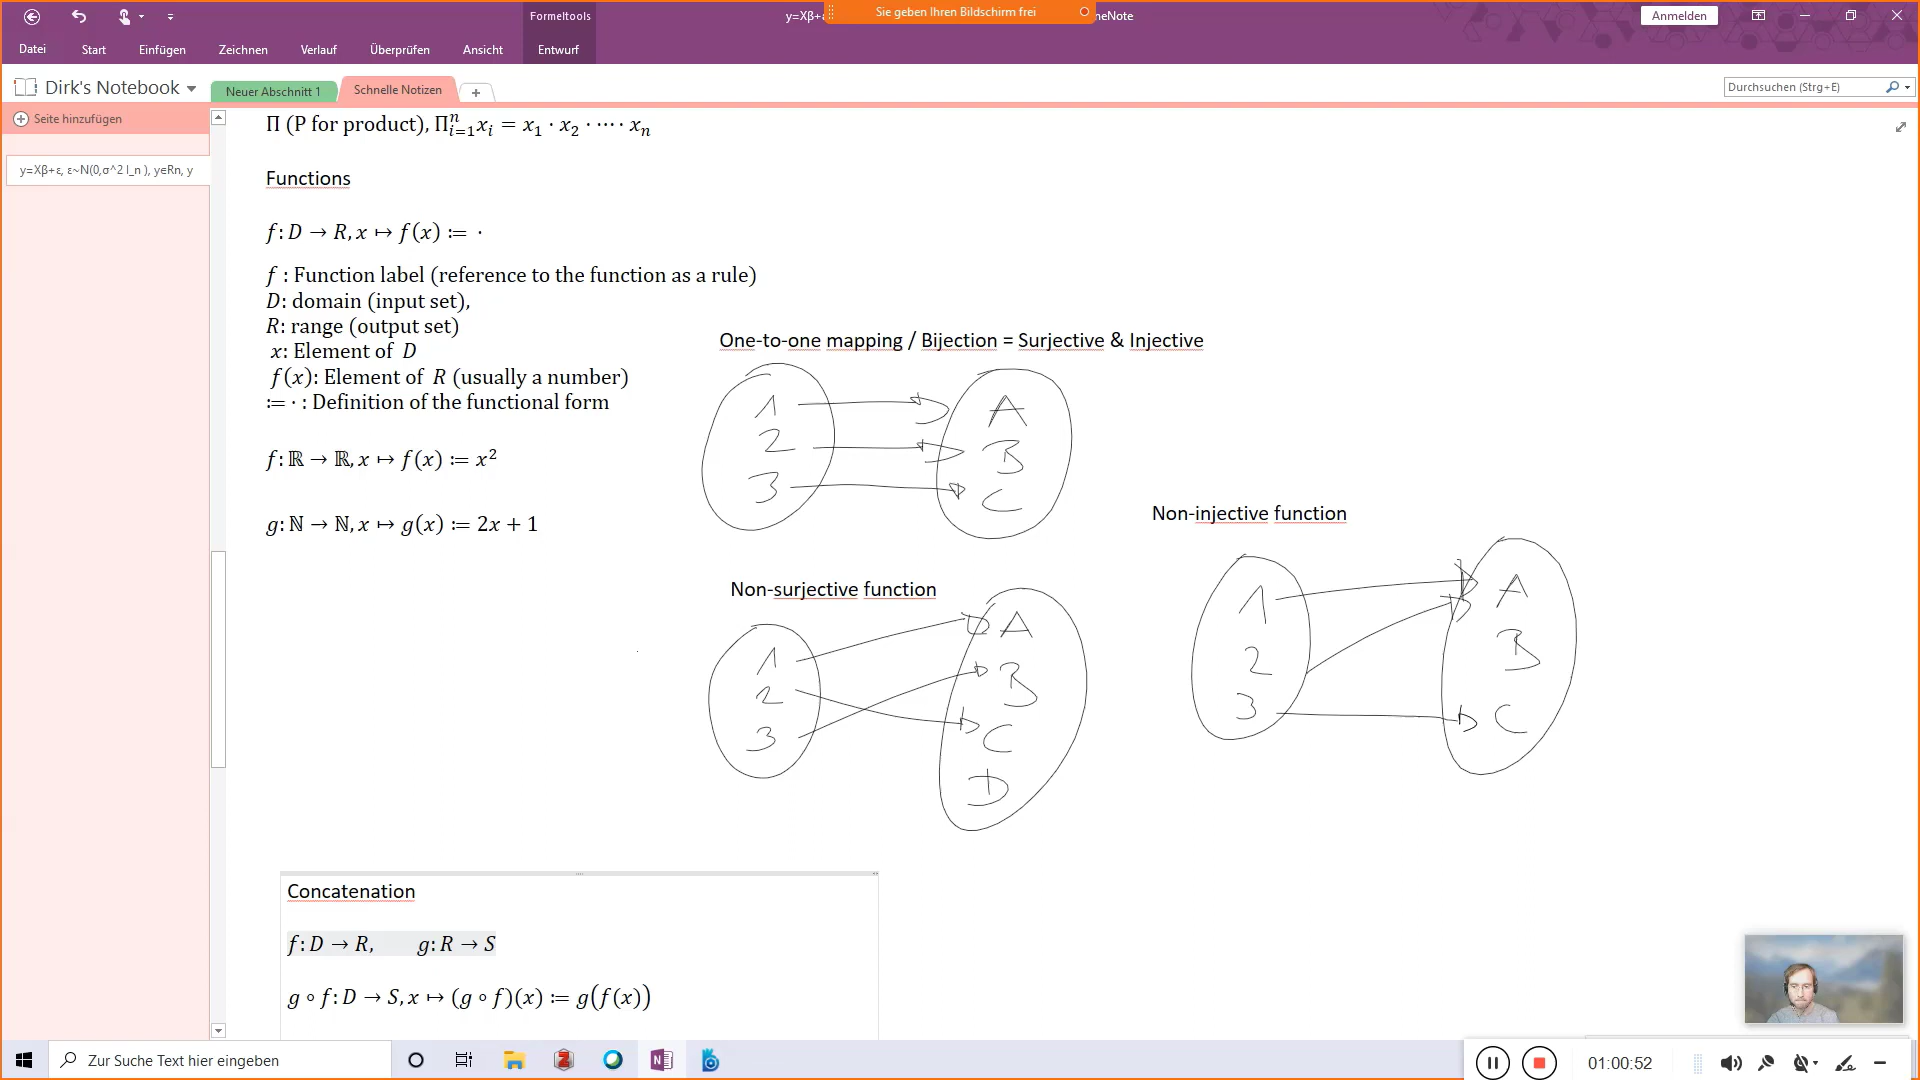 Formeltools
y=Xβ+ε
Sie geben Ihren Bildschirm frei
neNote
Anmelden
Datei
Start
Einfügen
Zeichnen
Verlauf
Überprüfen
Ansicht
Entwurf
Dirk's Notebook
Neuer Abschnitt 1
Schnelle Notizen
Durchsuchen (Strg+E)
Seite hinzufügen
y=Xβ+ε, ε~N(0,σ^2 I_n ), y∈Rn, y
Π (P for product), Π_{i=1}^n x_i = x_1 · x_2 · ⋯ · x_n
Functions
f: D → R, x ↦ f(x) ≔ ·
f : Function label (reference to the function as a rule)
D: domain (input set),
R: range (output set)
x: Element of D
f(x): Element of R (usually a number)
≔ · : Definition of the functional form
f: ℝ → ℝ, x ↦ f(x) ≔ x²
g: ℕ → ℕ, x ↦ g(x) ≔ 2x + 1
One-to-one mapping / Bijection = Surjective & Injective
1 A
2 B
3 C
Non-surjective function
1 A
2 B
3 C
D
Non-injective function
1 A
2 B
3 C
Concatenation
f: D → R, g: R → S
g ∘ f: D → S, x ↦ (g ∘ f)(x) ≔ g(f(x))
Zur Suche Text hier eingeben
Z
N
01:00:52